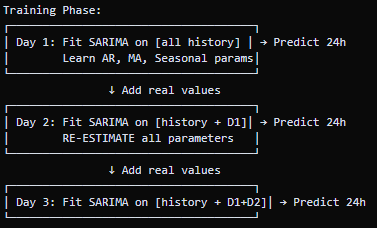 Training Phase:
Day 1: Fit SARIMA on [all history] → Predict 24h
Learn AR, MA, Seasonal params
↓ Add real values
Day 2: Fit SARIMA on [history + D1] → Predict 24h
RE-ESTIMATE all parameters
↓ Add real values
Day 3: Fit SARIMA on [history + D1+D2] → Predict 24h